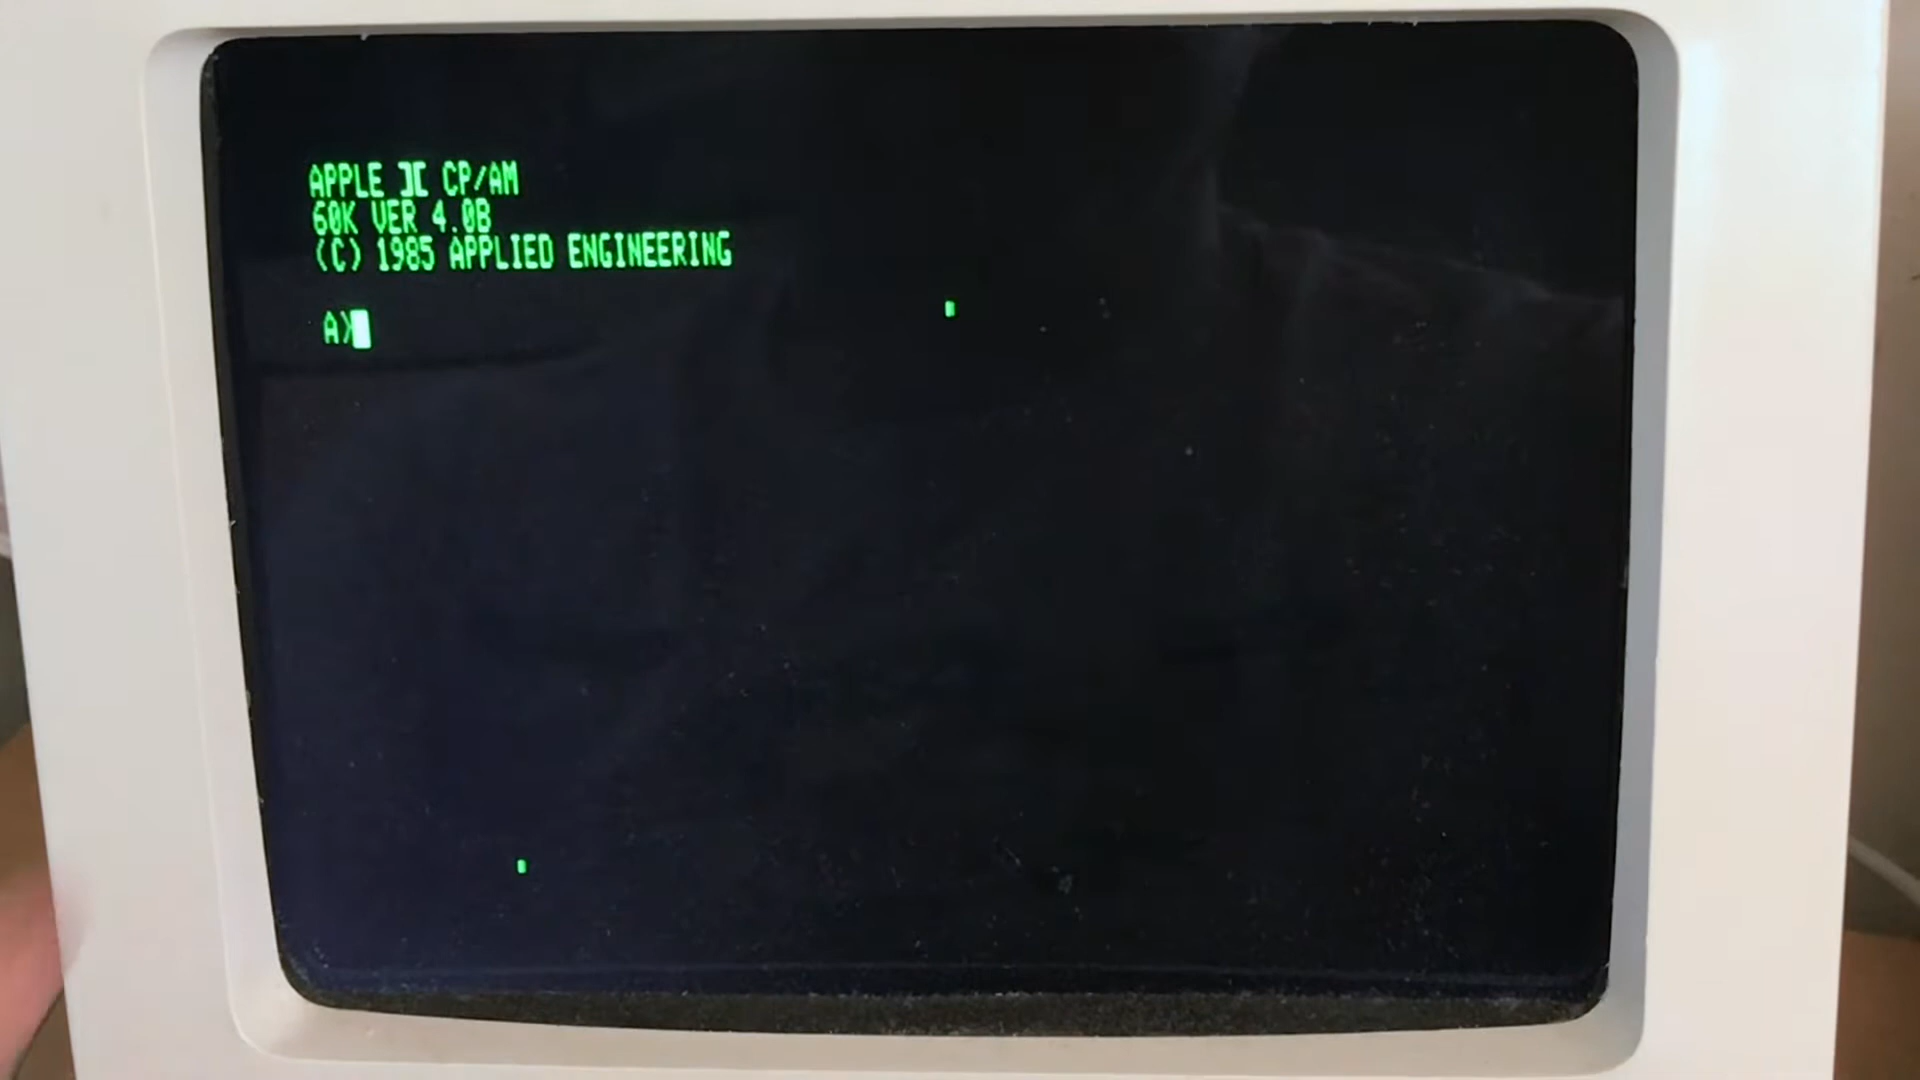 APPLE ][ CP/AM
60K VER 4.0B
(C) 1985 APPLIED ENGINEERING
A>